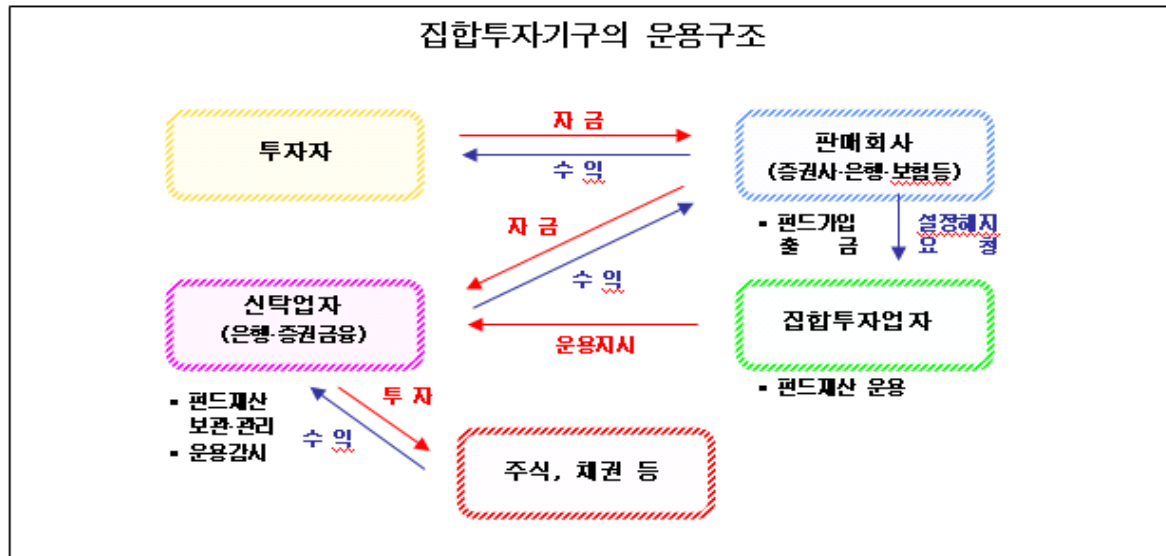 집합투자기구의 운용구조
투자자
자 금
수 익
판매회사
(증권사·은행·보험등)
▪ 펀드가입
출 금
설정해지
요 청
자 금
수 익
신탁업자
(은행·증권금융)
운용지시
집합투자업자
▪ 펀드재산 운용
▪ 펀드재산
보관·관리
▪ 운용감시
투 자
수 익
주식, 채권 등